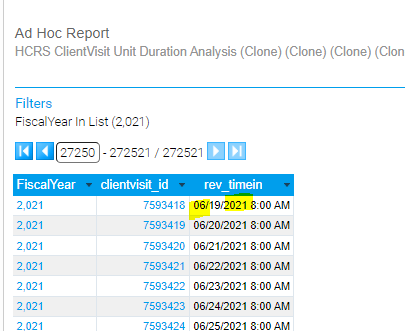 Ad Hoc Report
HCRS ClientVisit Unit Duration Analysis (Clone) (Clone) (Clone) (Clon
Filters
FiscalYear In List (2,021)
27250 - 272521 / 272521
FiscalYear clientvisit_id rev_timein
2,021 7593418 06/19/2021 8:00 AM
2,021 7593419 06/20/2021 8:00 AM
2,021 7593420 06/21/2021 8:00 AM
2,021 7593421 06/22/2021 8:00 AM
2,021 7593422 06/23/2021 8:00 AM
2,021 7593423 06/24/2021 8:00 AM
2,021 7593424 06/25/2021 8:00 AM